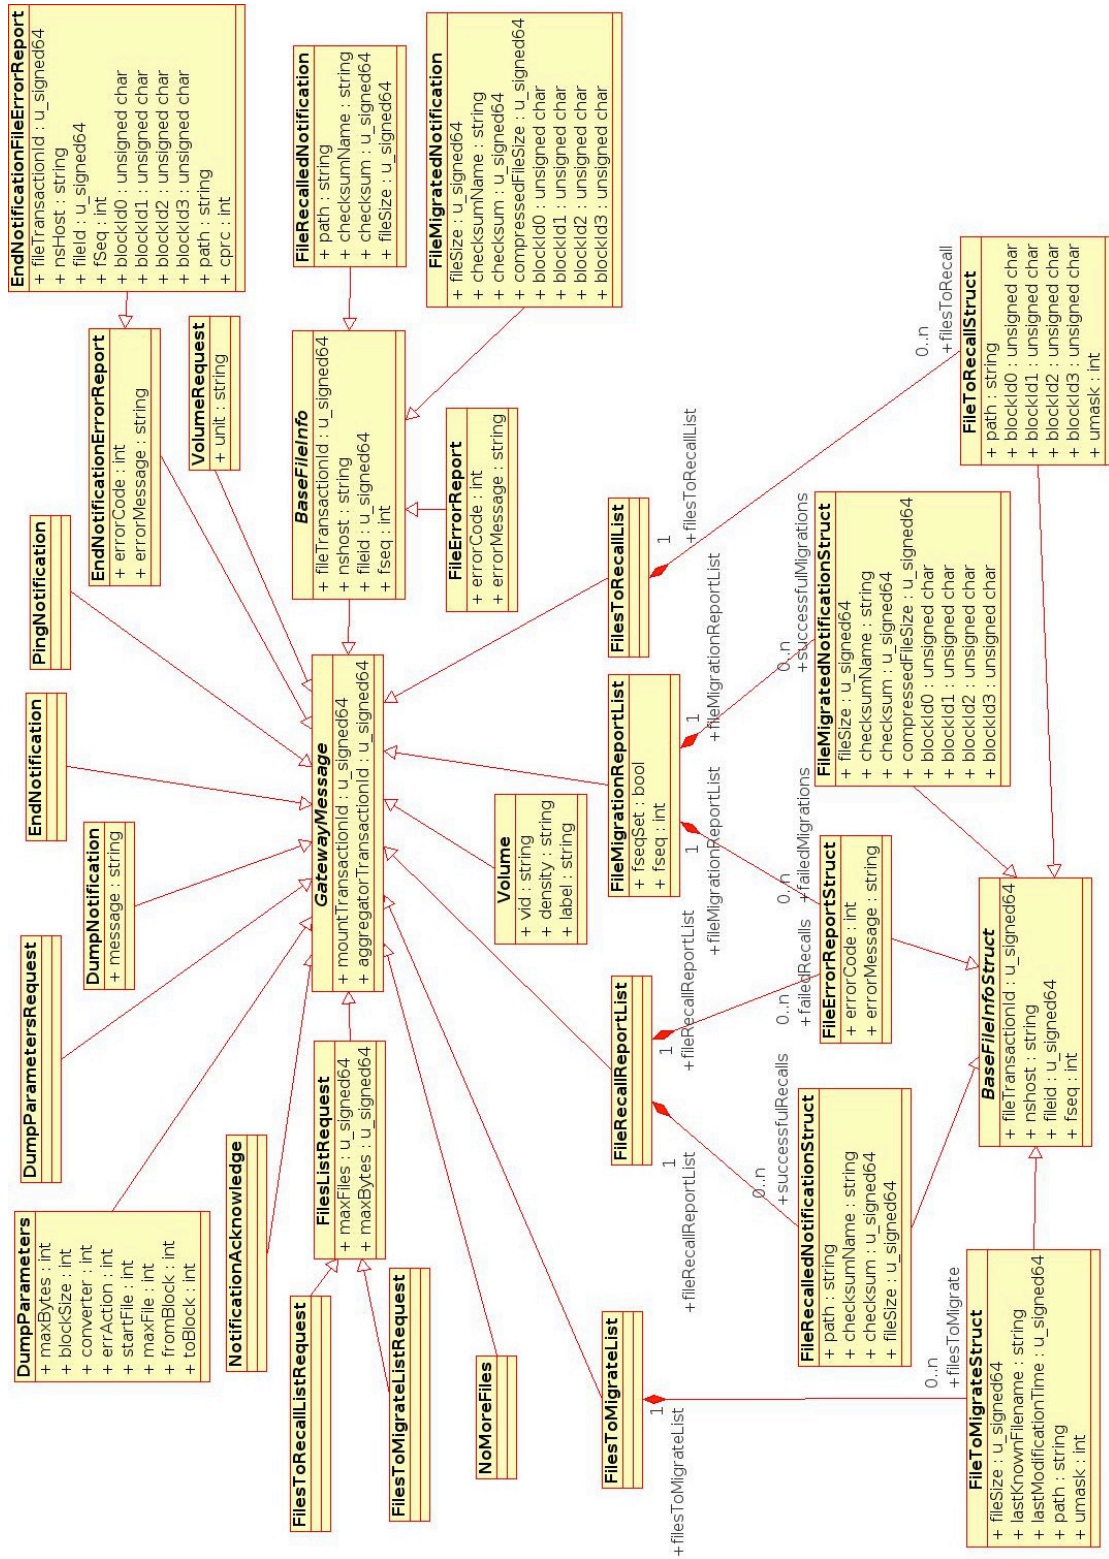 EndNotificationFileErrorReport
+ fileTransactionId : u_signed64
+ nsHost : string
+ fileId : u_signed64
+ fSeq : int
+ blockId0 : unsigned char
+ blockId1 : unsigned char
+ blockId2 : unsigned char
+ blockId3 : unsigned char
+ path : string
+ cprc : int
FileRecalledNotification
+ path : string
+ checksumName : string
+ checksum : u_signed64
+ fileSize : u_signed64
FileMigratedNotification
+ fileSize : u_signed64
+ checksumName : string
+ checksum : u_signed64
+ compressedFileSize : u_signed64
+ blockId0 : unsigned char
+ blockId1 : unsigned char
+ blockId2 : unsigned char
+ blockId3 : unsigned char
EndNotificationErrorReport
+ errorCode : int
+ errorMessage : string
VolumeRequest
+ unit : string
BaseFileInfo
+ fileTransactionId : u_signed64
+ nshost : string
+ fileid : u_signed64
+ fseq : int
FileErrorReport
+ errorCode : int
+ errorMessage : string
PingNotification
EndNotification
DumpNotification
+ message : string
DumpParametersRequest
DumpParameters
+ maxBytes : int
+ blockSize : int
+ converter : int
+ errAction : int
+ startFile : int
+ maxFile : int
+ fromBlock : int
+ toBlock : int
NotificationAcknowledge
GatewayMessage
+ mountTransactionId : u_signed64
+ aggregatorTransactionId : u_signed64
FilesListRequest
+ maxFiles : u_signed64
+ maxBytes : u_signed64
FilesToRecallListRequest
FilesToMigrateListRequest
NoMoreFiles
Volume
+ vid : string
+ density : string
+ label : string
FilesToRecallList
1
+filesToRecallList
0..n
+filesToRecall
FileMigrationReportList
+ fseqSet : bool
+ fseq : int
1
+fileMigrationReportList
0..n
+successfulMigrations
1
+fileMigrationReportList
0..n
+failedMigrations
FileRecallReportList
1
+fileRecallReportList
0..n
+failedRecalls
1
+fileRecallReportList
0..n
+successfulRecalls
FilesToMigrateList
1
+filesToMigrateList
0..n
+filesToMigrate
FileToRecallStruct
+ path : string
+ blockId0 : unsigned char
+ blockId1 : unsigned char
+ blockId2 : unsigned char
+ blockId3 : unsigned char
+ umask : int
FileMigratedNotificationStruct
+ fileSize : u_signed64
+ checksumName : string
+ checksum : u_signed64
+ compressedFileSize : u_signed64
+ blockId0 : unsigned char
+ blockId1 : unsigned char
+ blockId2 : unsigned char
+ blockId3 : unsigned char
FileErrorReportStruct
+ errorCode : int
+ errorMessage : string
FileRecalledNotificationStruct
+ path : string
+ checksumName : string
+ checksum : u_signed64
+ fileSize : u_signed64
BaseFileInfoStruct
+ fileTransactionId : u_signed64
+ nshost : string
+ fileid : u_signed64
+ fseq : int
FileToMigrateStruct
+ fileSize : u_signed64
+ lastKnownFilename : string
+ lastModificationTime : u_signed64
+ path : string
+ umask : int